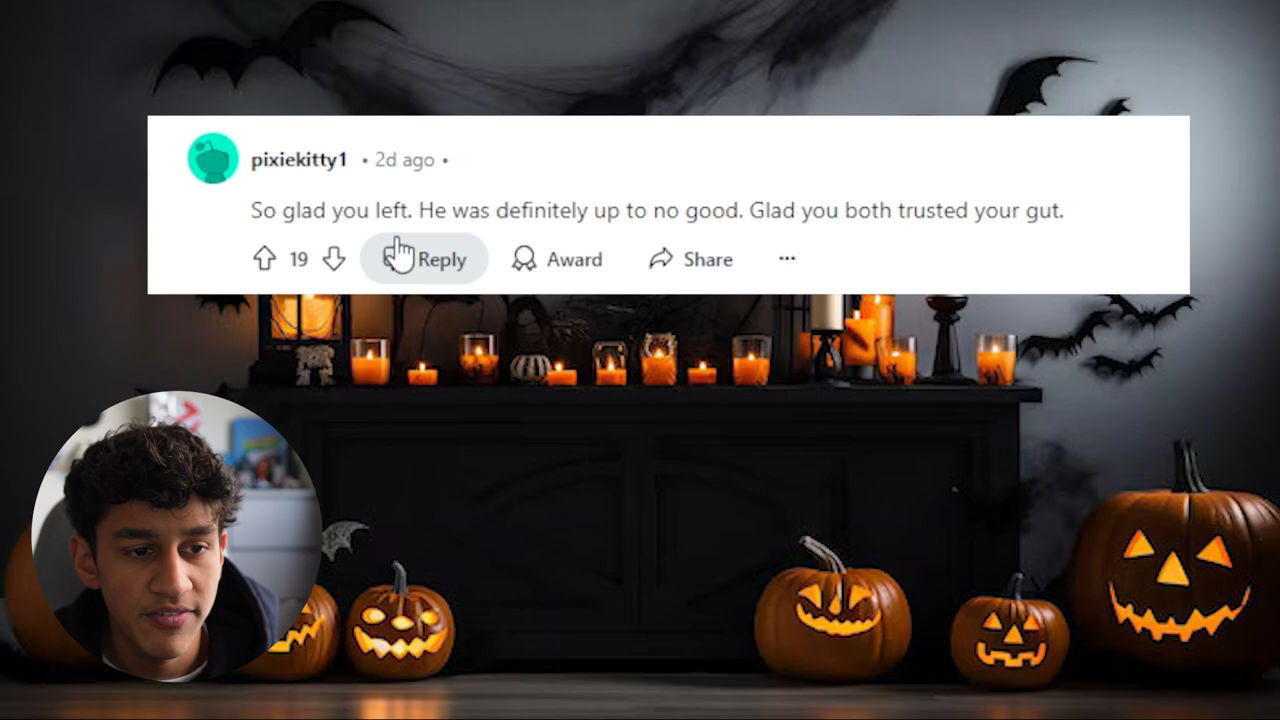 pixiekitty1 • 2d ago •
So glad you left. He was definitely up to no good. Glad you both trusted your gut.
19 Reply Award Share ...